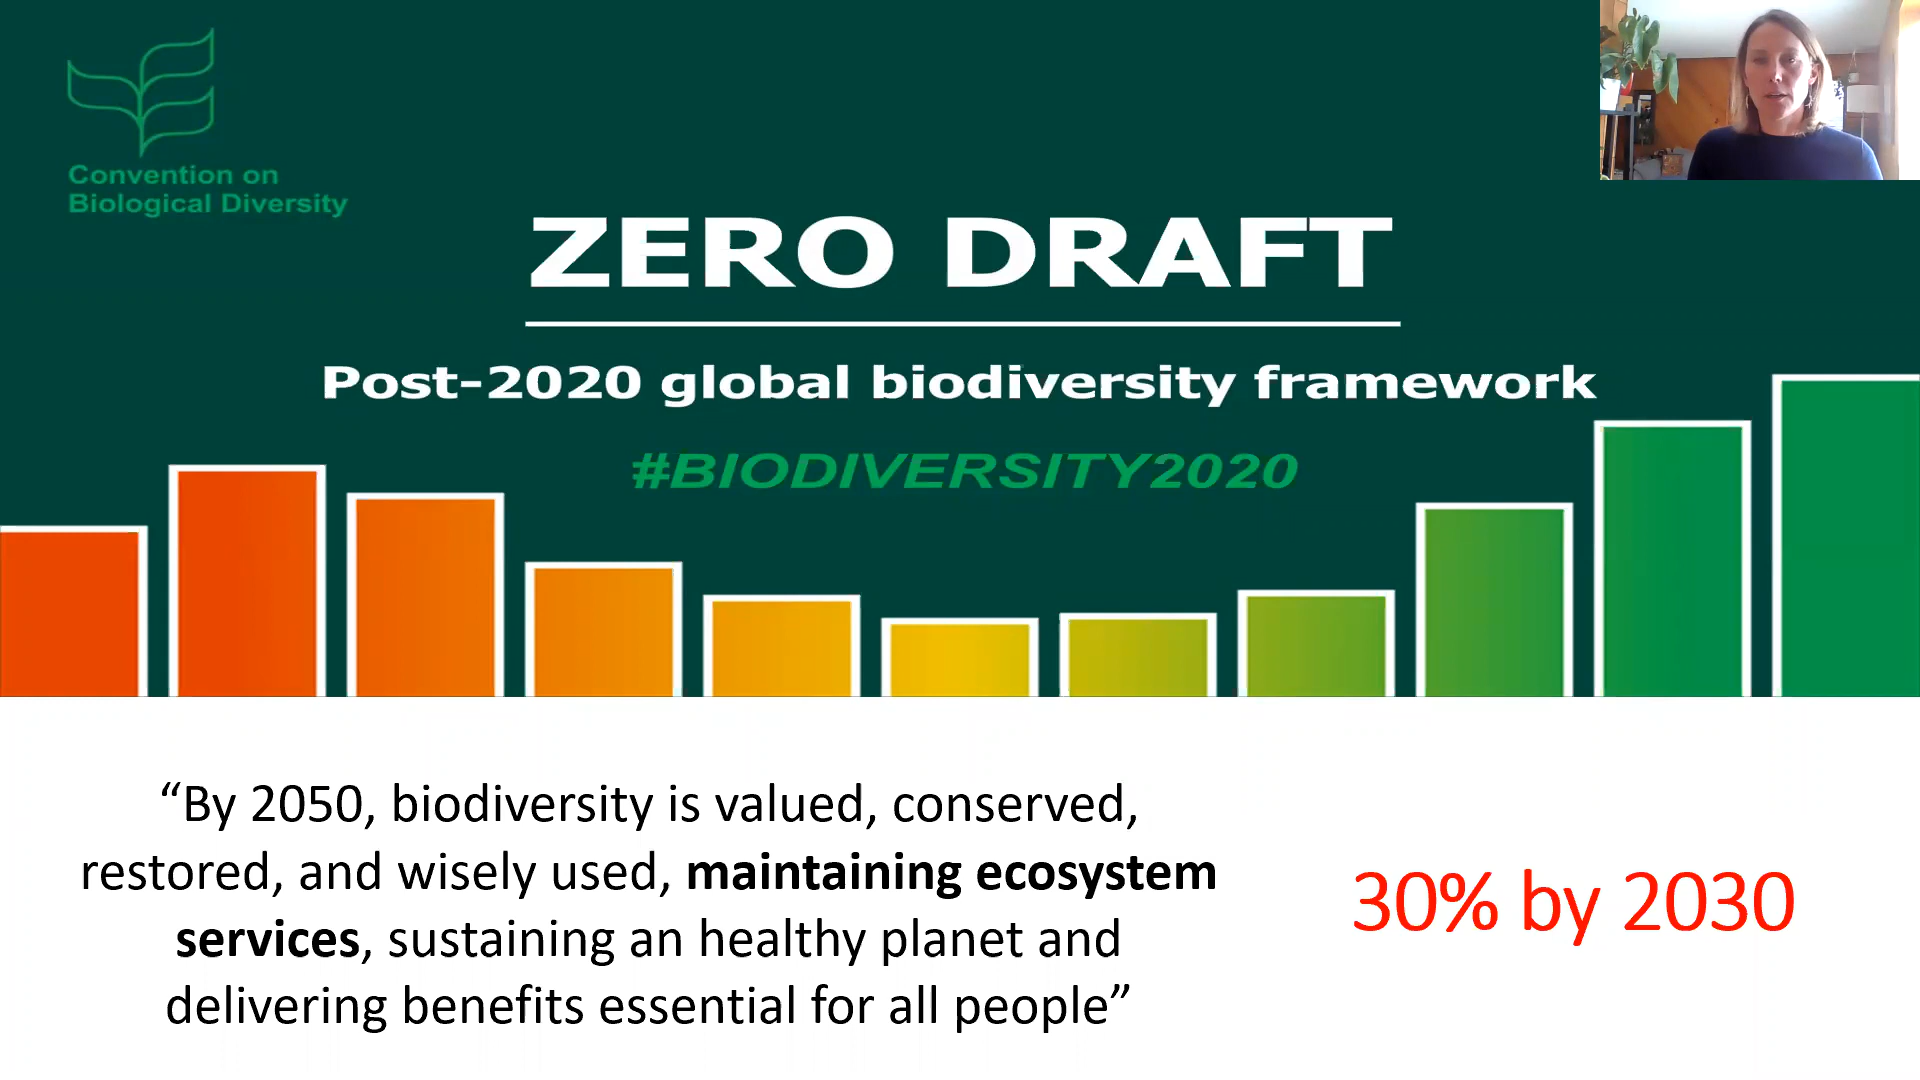 Convention on
Biological Diversity
ZERO DRAFT
Post-2020 global biodiversity framework
#BIODIVERSITY2020
“By 2050, biodiversity is valued, conserved,
restored, and wisely used, maintaining ecosystem
services, sustaining an healthy planet and
delivering benefits essential for all people”
30% by 2030